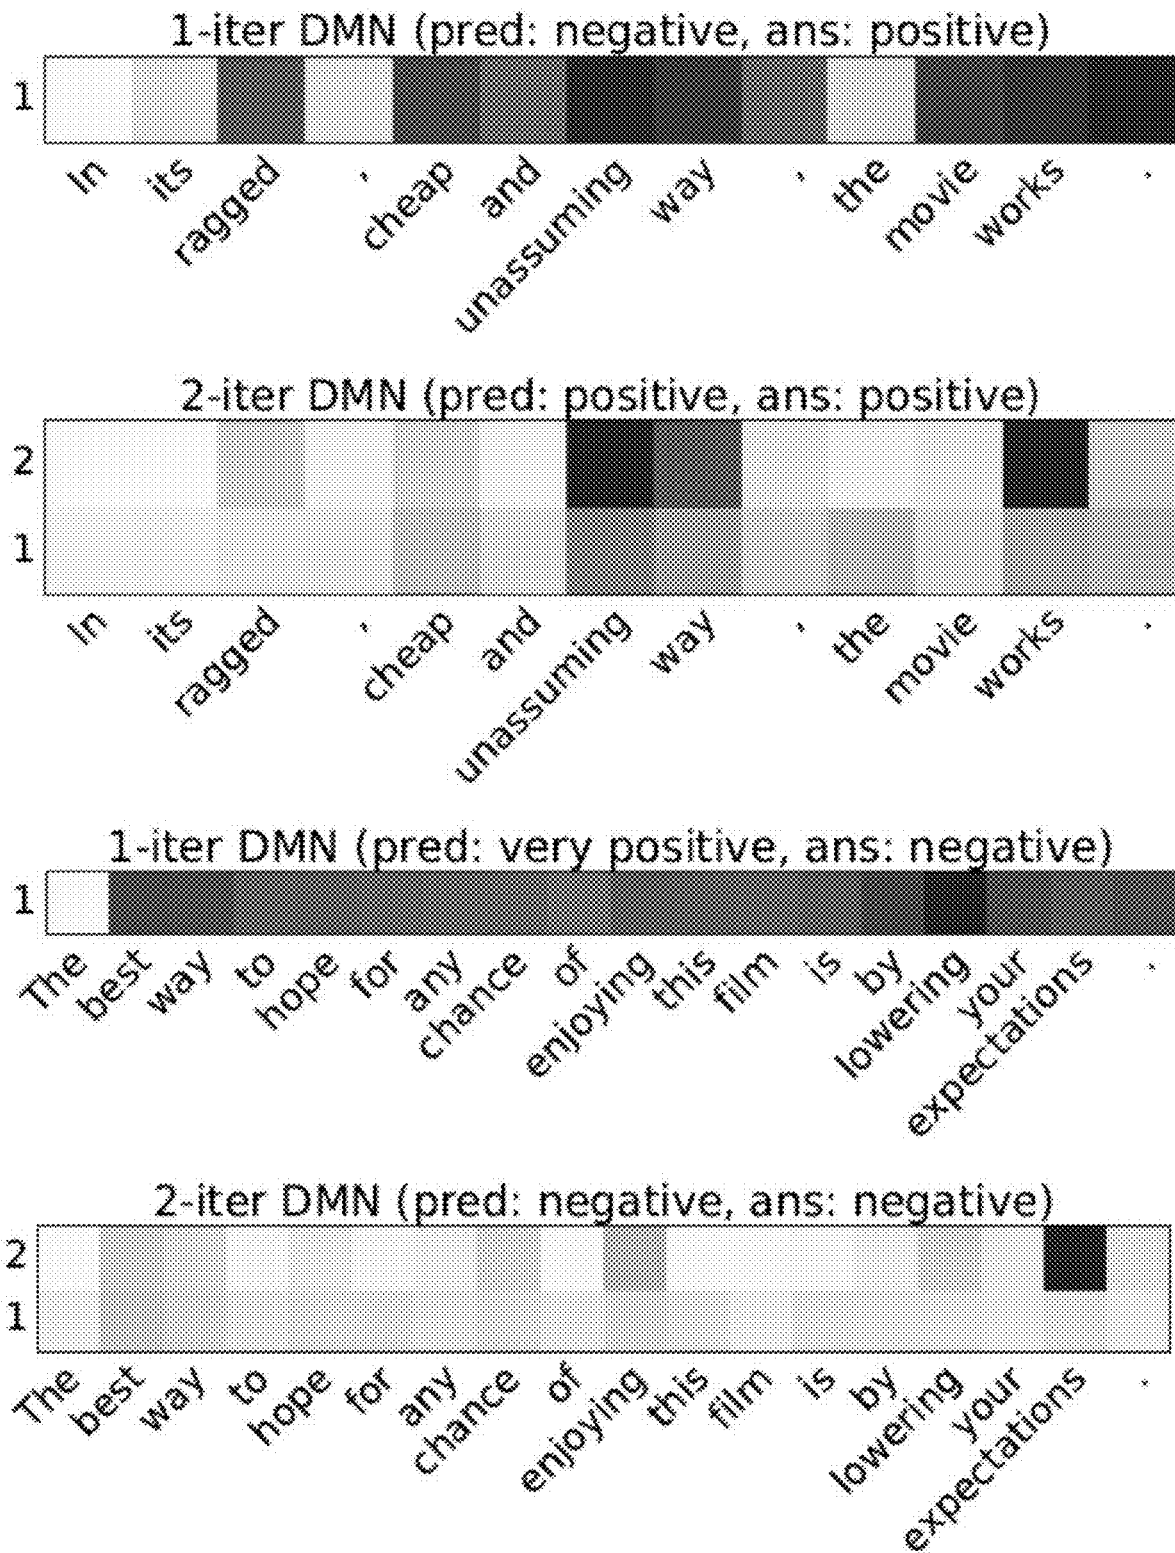 1-iter DMN (pred: negative, ans: positive)
1
In its ragged , cheap and unassuming way , the movie works .
2-iter DMN (pred: positive, ans: positive)
2
1
In its ragged , cheap and unassuming way , the movie works .
1-iter DMN (pred: very positive, ans: negative)
1
The best way to hope for any chance of enjoying this film is by lowering your expectations .
2-iter DMN (pred: negative, ans: negative)
2
1
The best way to hope for any chance of enjoying this film is by lowering your expectations .